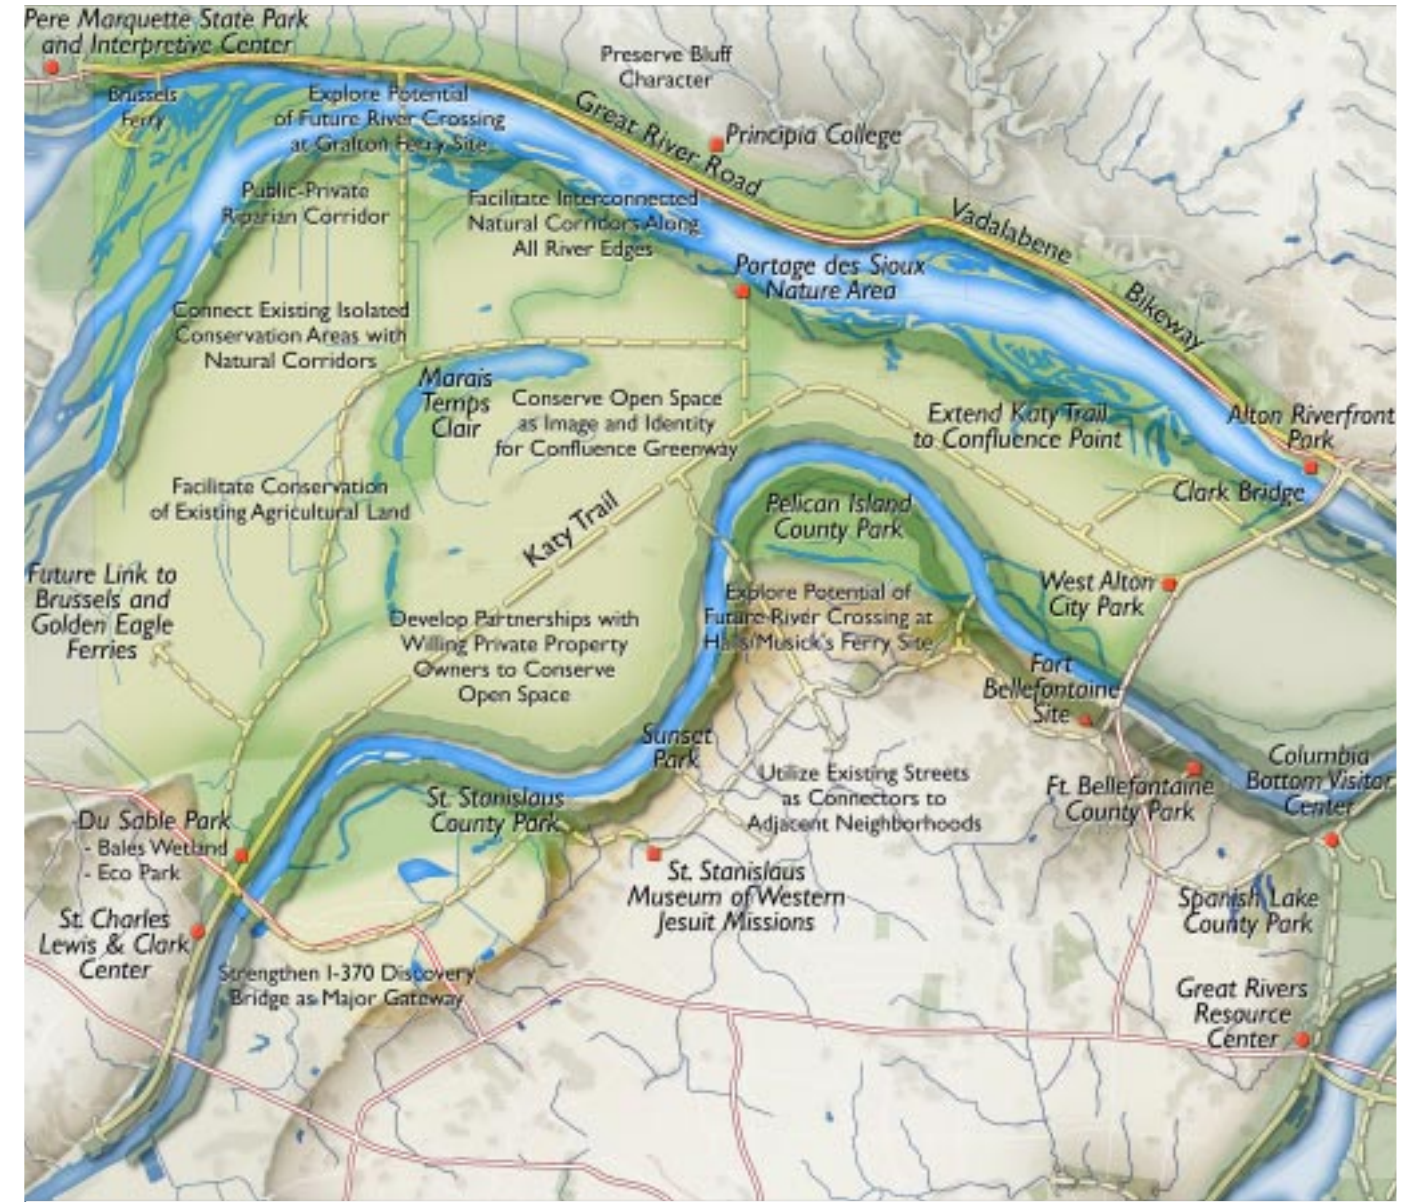 Pere Marquette State Park
and Interpretive Center
Brussels
Ferry
Explore Potential
of Future River Crossing
at Gralton Ferry Site
Preserve Bluff
Character
Great River Road
Principia College
Public-Private
Riparian Corridor
Facilitate Interconnected
Natural Corridors Along
All River Edges
Vadalabene
Bikeway
Portage des Sioux
Nature Area
Connect Existing Isolated
Conservation Areas with
Natural Corridors
Marais
Temps
Clair
Conserve Open Space
as Image and Identity
for Confluence Greenway
Extend Katy Trail
to Confluence Point
Alton Riverfront
Park
Clark Bridge
Facilitate Conservation
of Existing Agricultural Land
Katy Trail
Pelican Island
County Park
Future Link to
Brussels and
Golden Eagle
Ferries
West Alton
City Park
Explore Potential of
Future River Crossing at
Halls/Musick's Ferry Site
Develop Partnerships with
Willing Private Property
Owners to Conserve
Open Space
Fort
Bellefontaine
Site
Sunset
Park
Utilize Existing Streets
as Connectors to
Adjacent Neighborhoods
Ft. Bellefontaine
County Park
Columbia
Bottom Visitor
Center
St. Stanislaus
County Park
Du Sable Park
- Bales Wetland
- Eco Park
St. Stanislaus
Museum of Western
Jesuit Missions
Spanish Lake
County Park
St. Charles
Lewis & Clark
Center
Strengthen I-370 Discovery
Bridge as Major Gateway
Great Rivers
Resource
Center